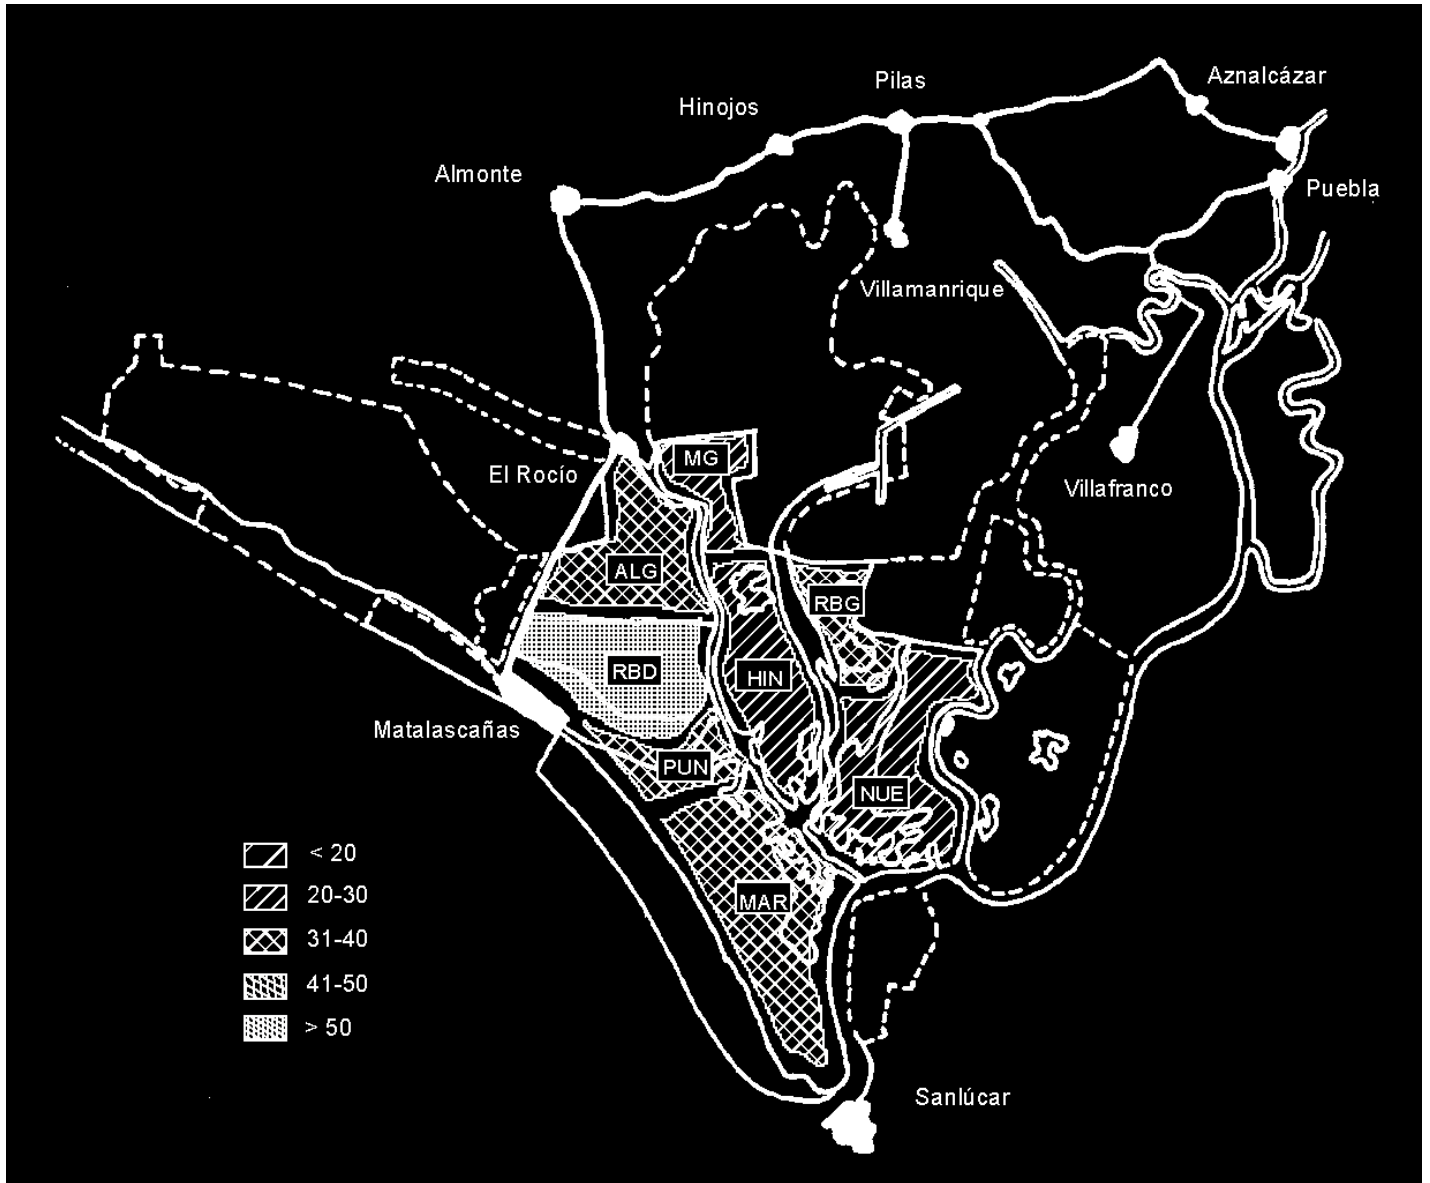 Pilas
Aznalcázar
Hinojos
Almonte
Puebla
Villamanrique
MG
El Rocío
Villafranco
ALG
RBG
RBD
HIN
Matalascañas
PUN
NUE
< 20
20-30
MAR
31-40
41-50
> 50
Sanlúcar